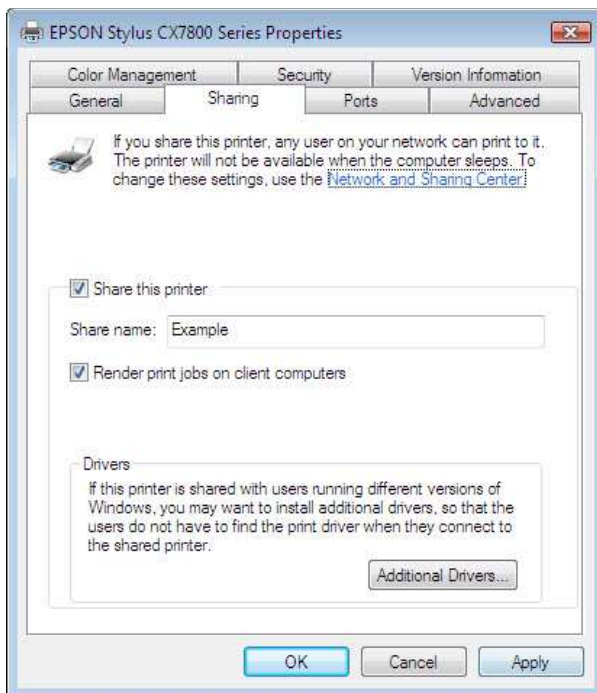 EPSON Stylus CX7800 Series Properties
Color Management Security Version Information
General Sharing Ports Advanced
If you share this printer, any user on your network can print to it.
The printer will not be available when the computer sleeps. To
change these settings, use the Network and Sharing Center.
Share this printer
Share name: Example
Render print jobs on client computers
Drivers
If this printer is shared with users running different versions of
Windows, you may want to install additional drivers, so that the
users do not have to find the print driver when they connect to
the shared printer.
Additional Drivers...
OK Cancel Apply